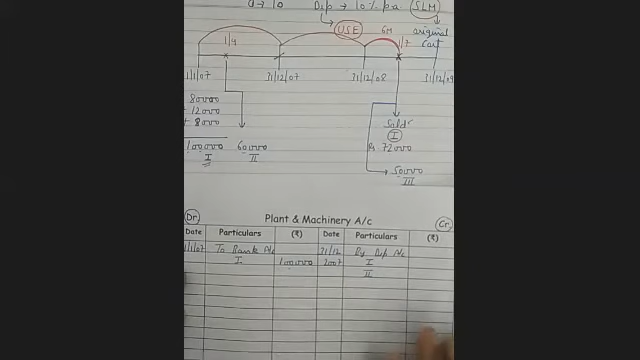 Dep → 10% p.a. SLM
USE
6M
original
Cost
1/4
1/7
1/1/07 31/12/07 31/12/08 31/12/09
80000
+ 12000
+ 8000
100000
I
60,000
II
Sold
I
Rs 72000
50000
III
Plant & Machinery A/c
Dr Cr
Date Particulars (₹) Date Particulars (₹)
1/1/07 To Bank A/c 31/12 By Dep A/c
I 100000 2007 I
II